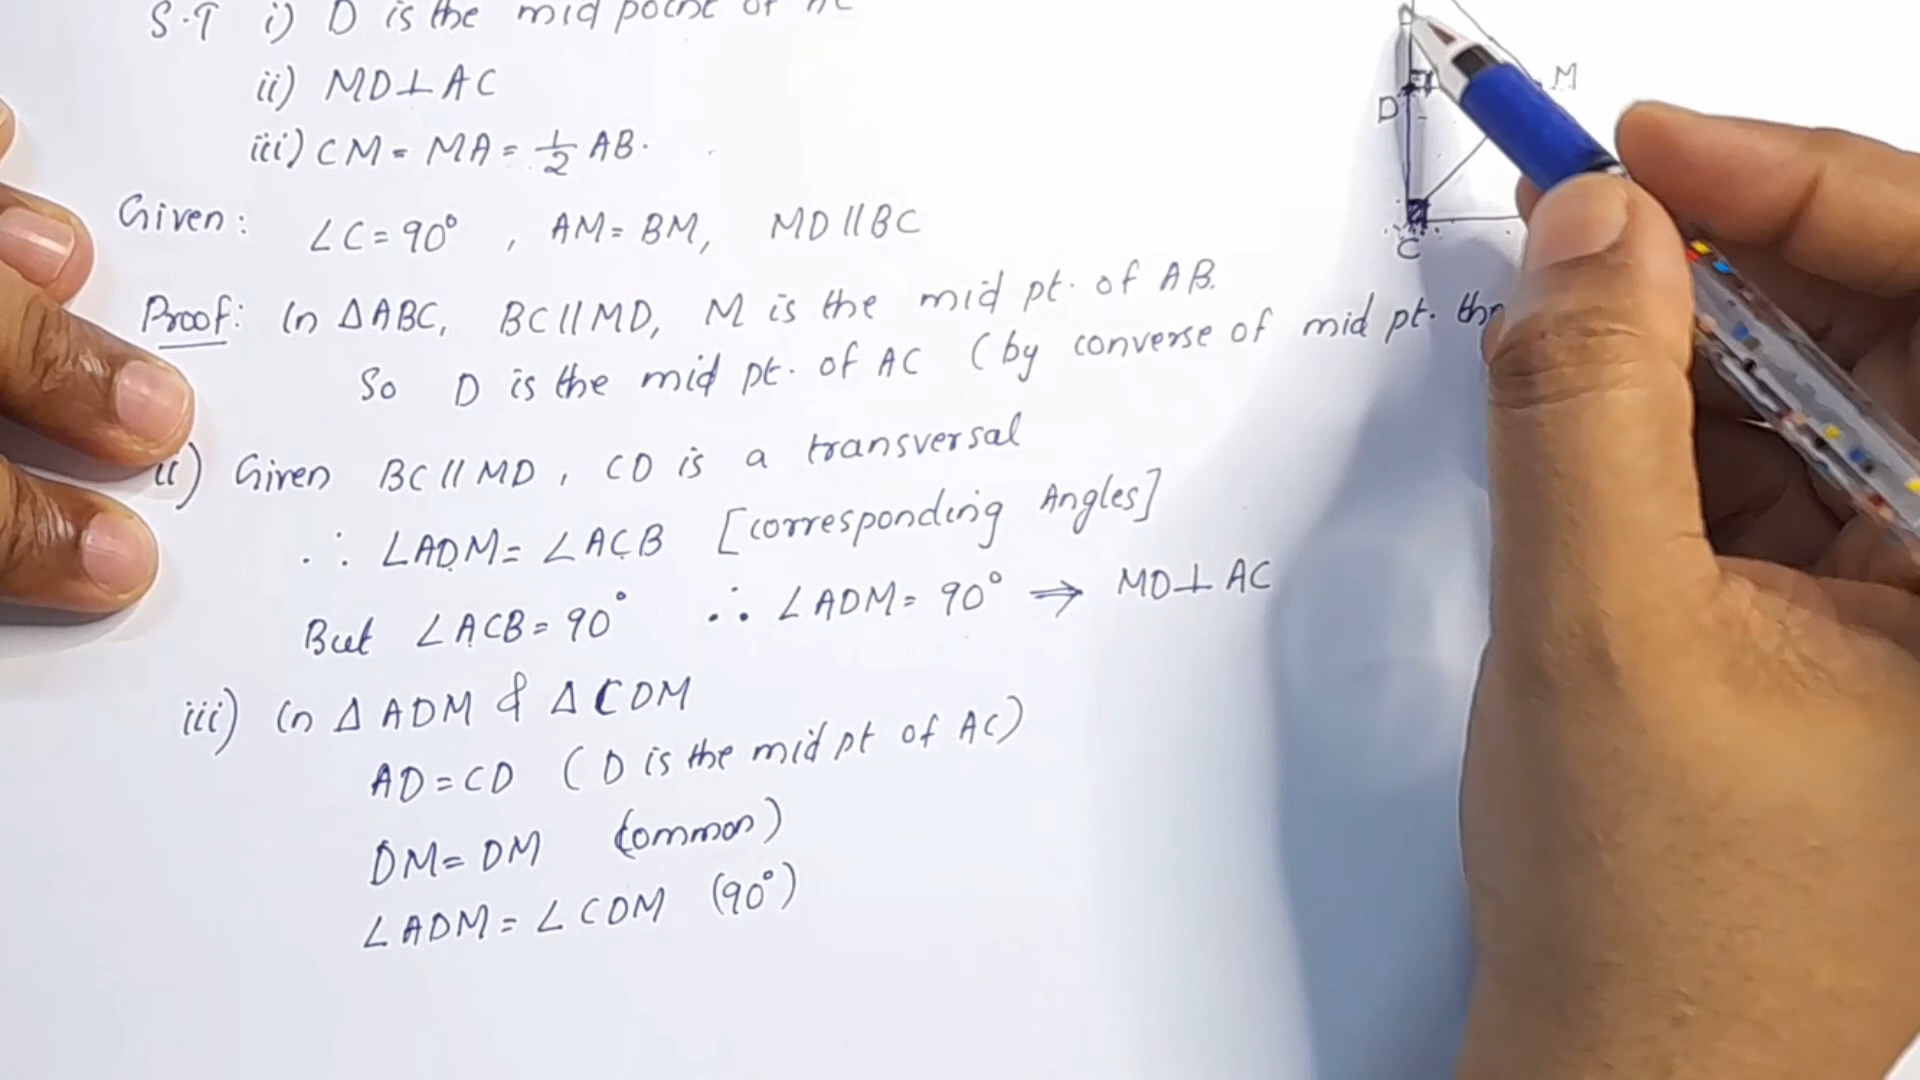 S.T i) D is the mid point of AC
ii) MD⊥AC
iii) CM = MA = 1/2 AB.
Given: ∠C = 90° , AM = BM, MD // BC
Proof: In ΔABC, BC // MD, M is the mid pt. of AB.
So D is the mid pt. of AC (by converse of mid pt.
ii) Given BC // MD, CD is a transversal
∴ ∠ADM = ∠ACB [corresponding Angles]
But ∠ACB = 90° ∴ ∠ADM = 90° ⇒ MD⊥AC
iii) In Δ ADM & Δ CDM
AD = CD (D is the mid pt of AC)
DM = DM (common)
∠ADM = ∠CDM (90°)
M
D
C